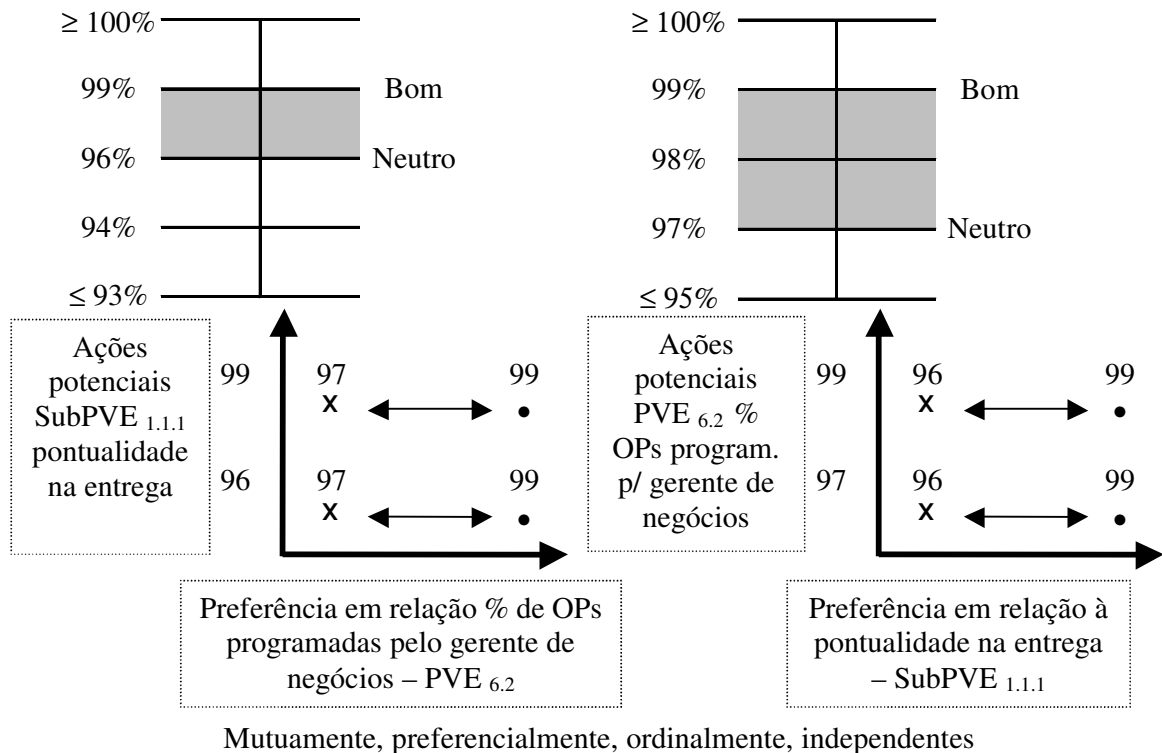 ≥ 100%
99% Bom
96% Neutro
94%
≤ 93%
Ações
potenciais
SubPVE 1.1.1
pontualidade
na entrega
99 97 99
x •
96 97 99
x •
Preferência em relação % de OPs
programadas pelo gerente de
negócios – PVE 6.2
≥ 100%
99% Bom
98%
97% Neutro
≤ 95%
Ações
potenciais
PVE 6.2 %
OPs program.
p/ gerente de
negócios
99 96 99
x •
97 96 99
x •
Preferência em relação à
pontualidade na entrega
– SubPVE 1.1.1
Mutuamente, preferencialmente, ordinalmente, independentes